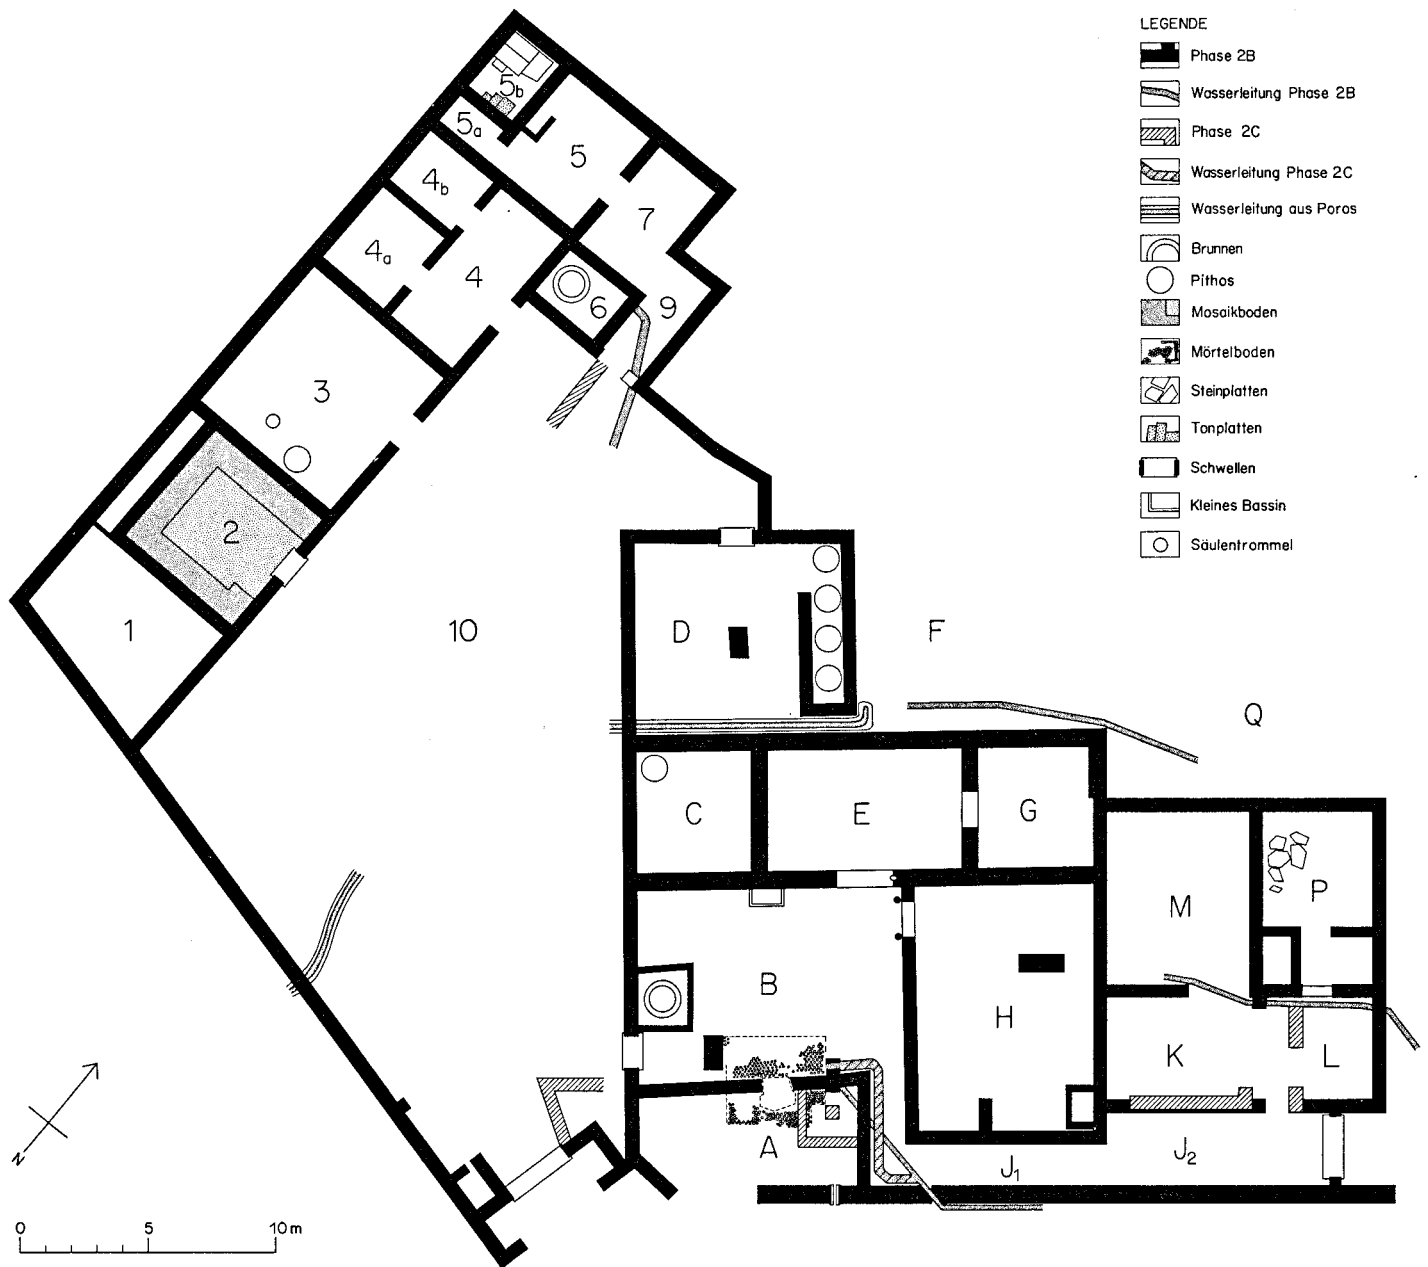 LEGENDE
Phase 2B
Wasserleitung Phase 2B
Phase 2C
Wasserleitung Phase 2C
Wasserleitung aus Poros
Brunnen
Pithos
Mosaikboden
Mörtelboden
Steinplatten
Tonplatten
Schwellen
Kleines Bassin
Säulentrommel
5b
5a
5
4b
7
4a
4
6
9
3
2
1
10
D
F
Q
C
E
G
M
P
B
H
K
L
A
J1
J2
N
0 5 10 m